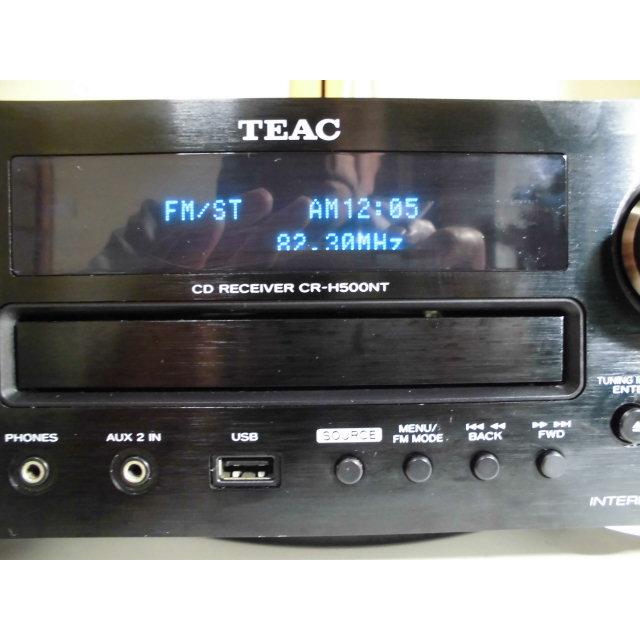 TEAC
FM/ST AM12:05
82.30MHz
CD RECEIVER CR-H500NT
TUNING
PHONES
AUX 2 IN
USB
SOURCE
MENU/
FM MODE
BACK
FWD